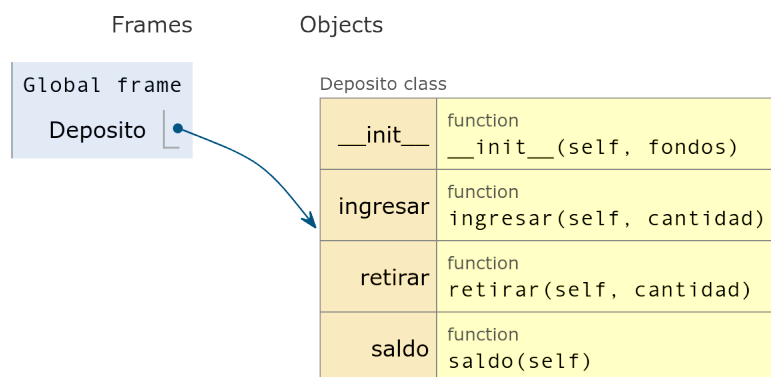 Frames
Objects
Global frame
Deposito
Deposito class
__init__
function
__init__(self, fondos)
ingresar
function
ingresar(self, cantidad)
retirar
function
retirar(self, cantidad)
saldo
function
saldo(self)